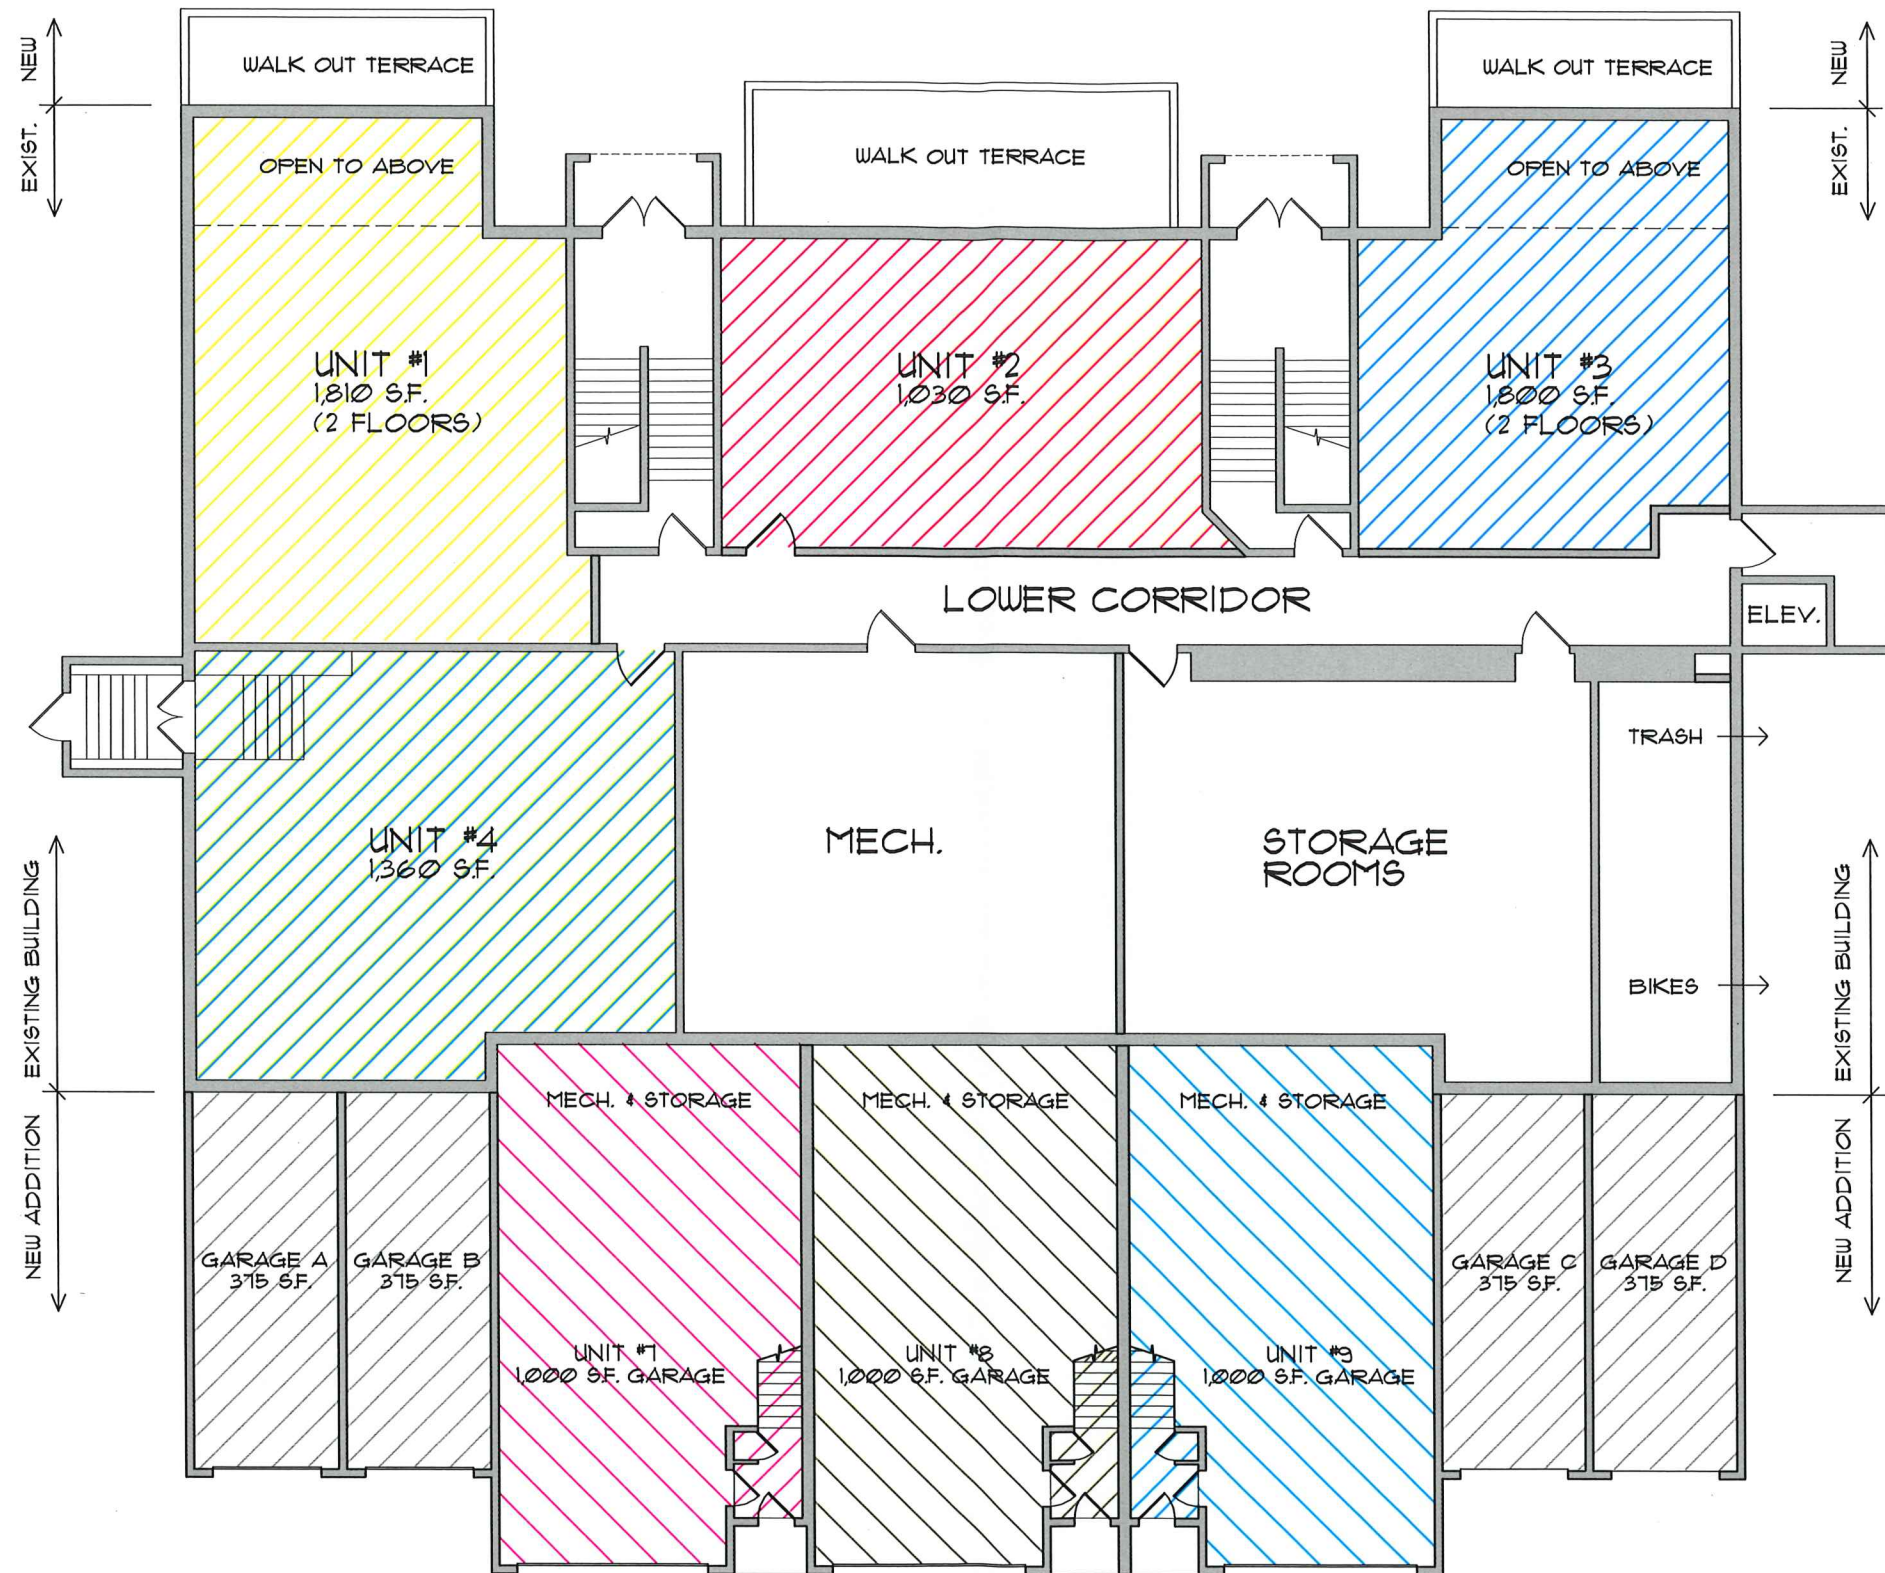 WALK OUT TERRACE
WALK OUT TERRACE
WALK OUT TERRACE
NEW
EXIST.
NEW
EXIST.
OPEN TO ABOVE
OPEN TO ABOVE
UNIT #1
1,810 S.F.
(2 FLOORS)
UNIT #2
1,030 S.F.
UNIT #3
1,800 S.F.
(2 FLOORS)
LOWER CORRIDOR
ELEV.
UNIT #4
1,360 S.F.
MECH.
STORAGE
ROOMS
TRASH
BIKES
EXISTING BUILDING
NEW ADDITION
EXISTING BUILDING
NEW ADDITION
MECH. & STORAGE
MECH. & STORAGE
MECH. & STORAGE
GARAGE A
375 S.F.
GARAGE B
375 S.F.
GARAGE C
375 S.F.
GARAGE D
375 S.F.
UNIT #7
1,000 S.F. GARAGE
UNIT #8
1,000 S.F. GARAGE
UNIT #9
1,000 S.F. GARAGE